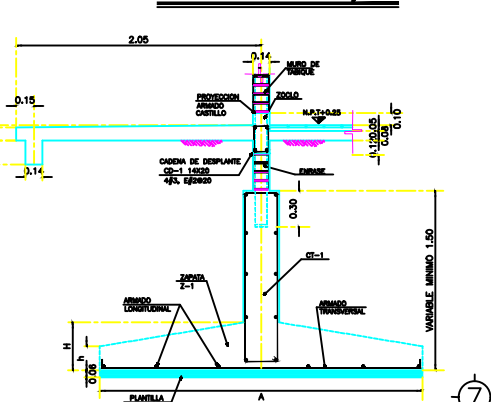 2.05
0.14
MURO DE
TABIQUE
PROYECCION
ARMADO
CASTILLO
ZOCLO
N.P.T+0.25
0.15
0.10
0.05
0.08
0.12
0.14
CADENA DE DESPLANTE
CD-1 14X20
4#3, E#2@20
ENRASE
0.30
VARIABLE MINIMO 1.50
CT-1
ZAPATA
Z-1
ARMADO
LONGITUDINAL
ARMADO
TRANSVERSAL
H
h
0.06
PLANTILLA
A
7